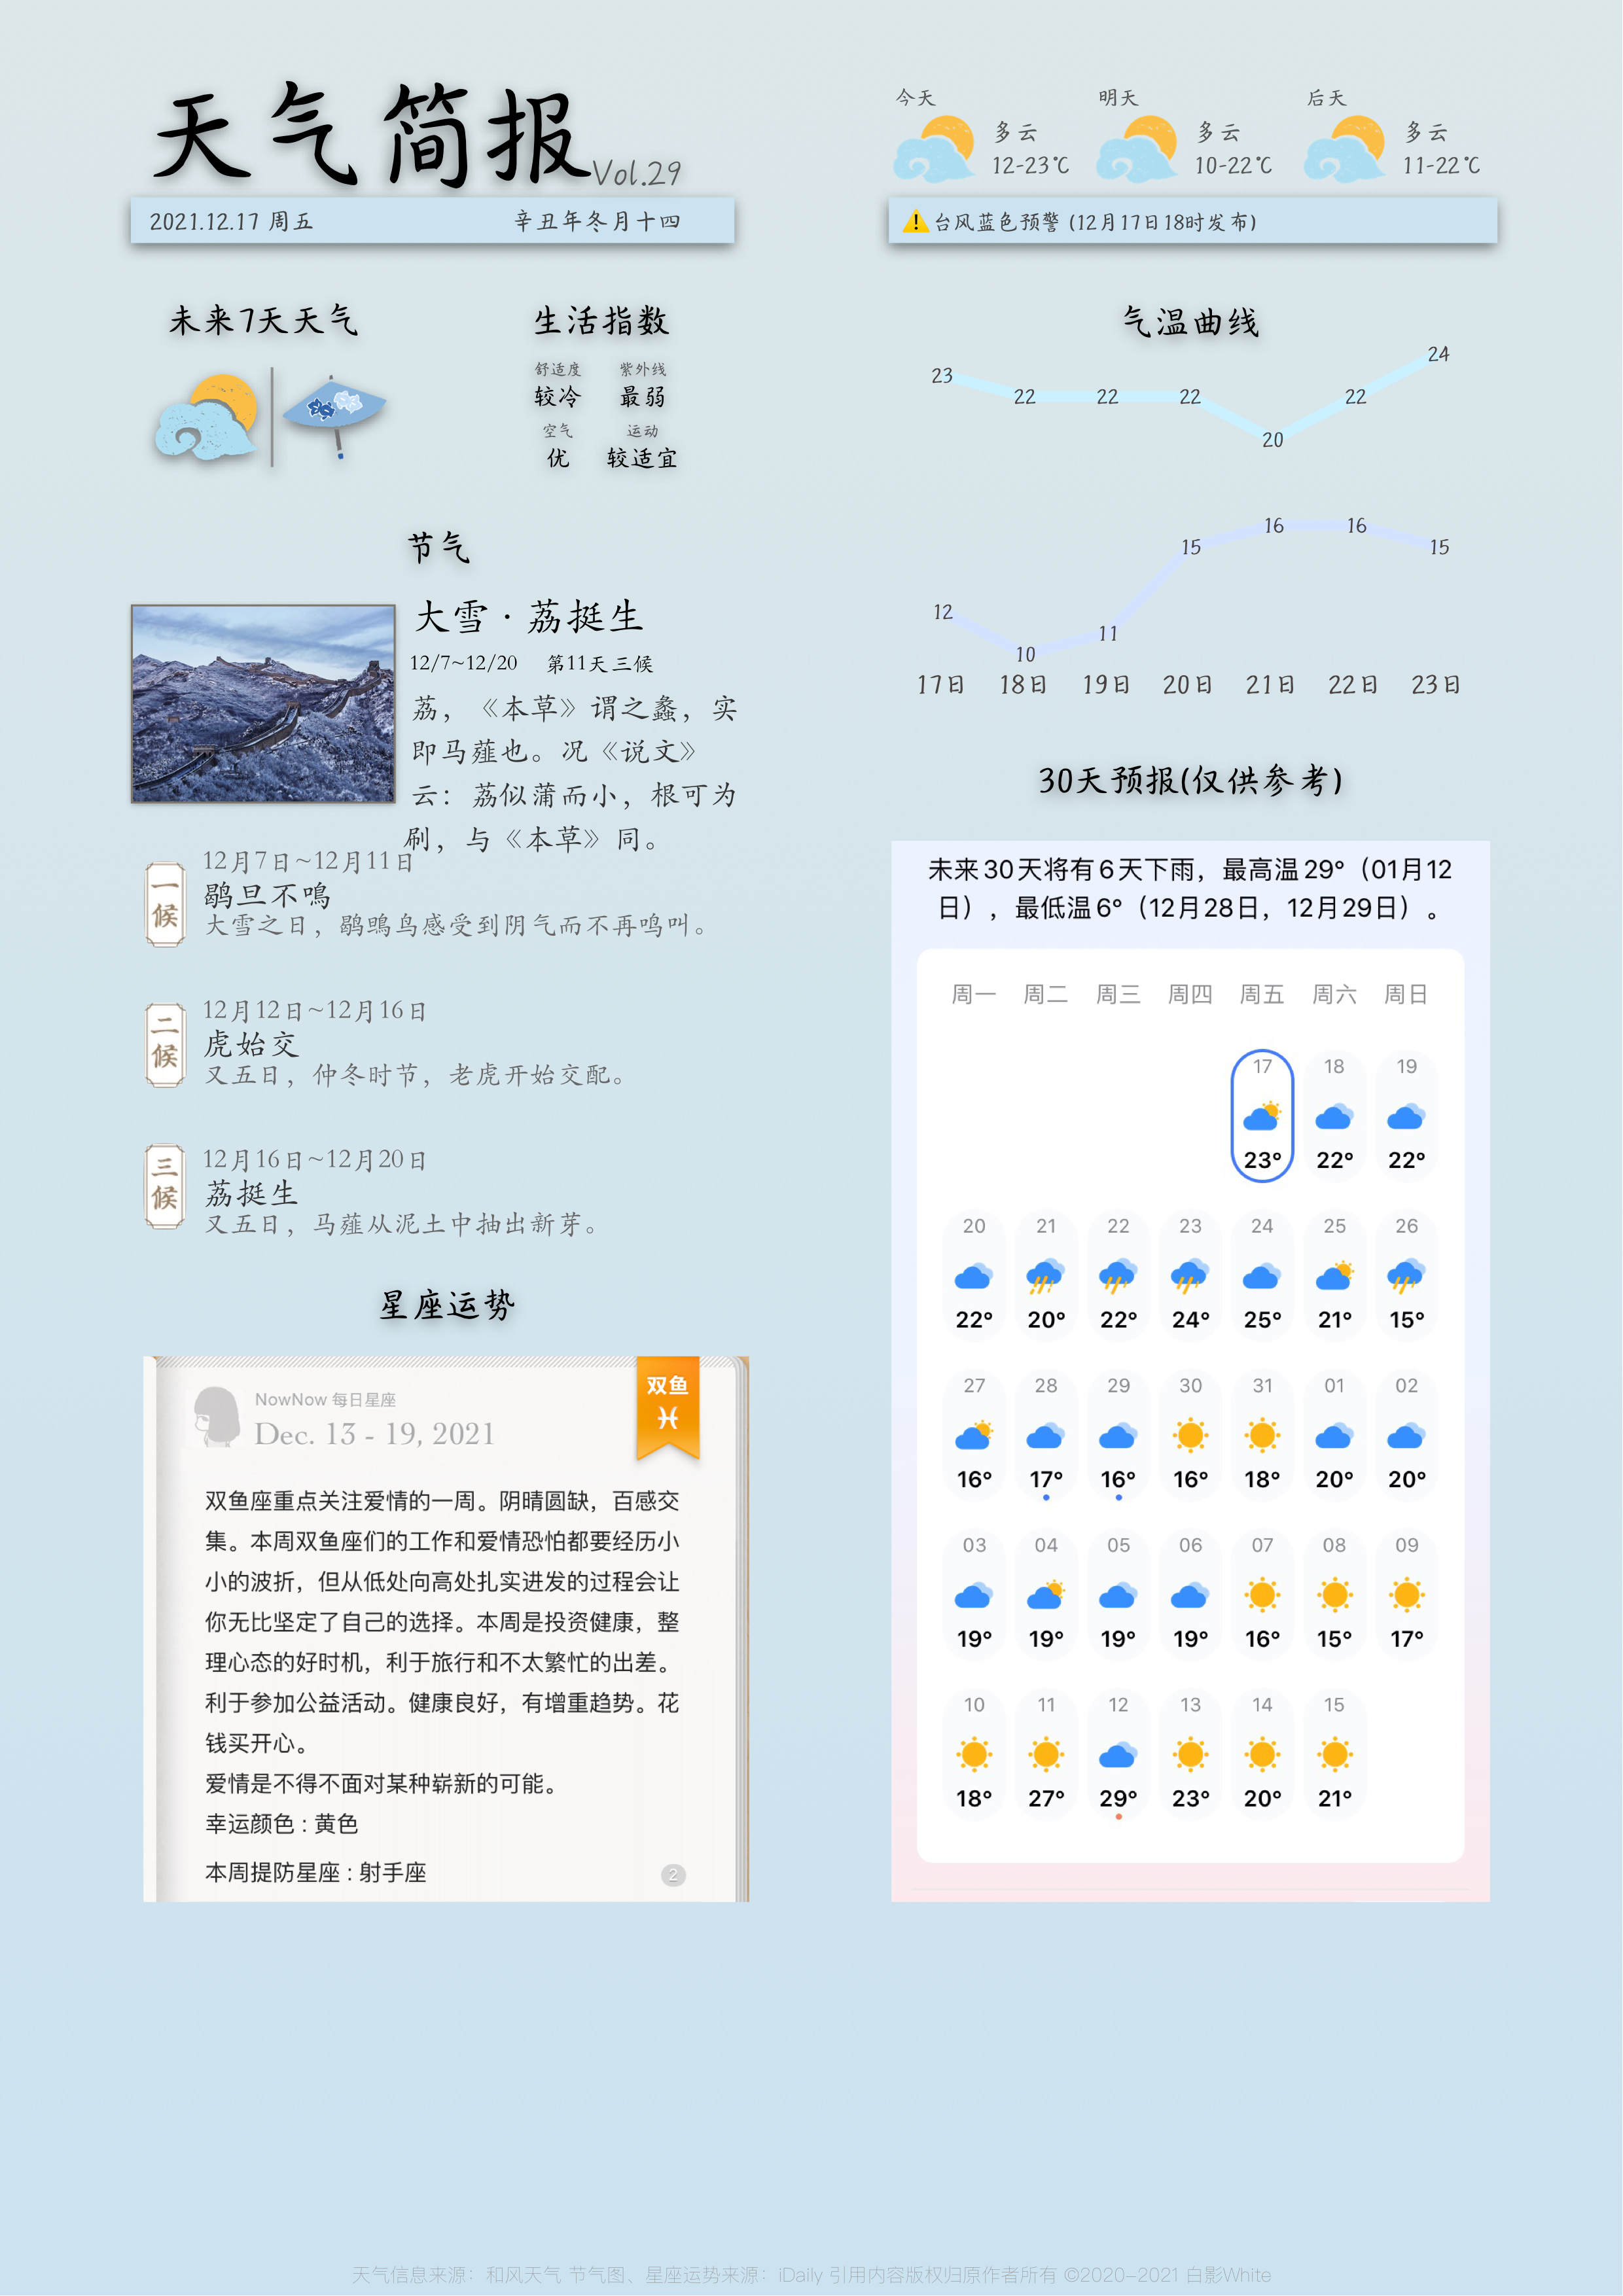 天气简报Vol.29
2021.12.17 周五 辛丑年冬月十四
今天 明天 后天
多云 多云 多云
12-23℃ 10-22℃ 11-22℃
台风蓝色预警 (12月17日18时发布)
未来7天天气
生活指数
舒适度 紫外线
较冷 最弱
空气 运动
优 较适宜
节气
大雪·荔挺生
12/7~12/20 第11天 三候
荔，《本草》谓之蠡，实
即马薤也。况《说文》
云：荔似蒲而小，根可为
刷，与《本草》同。
一候
12月7日~12月11日
鹖旦不鳴
大雪之日，鹖鴠鸟感受到阴气而不再鸣叫。
二候
12月12日~12月16日
虎始交
又五日，仲冬时节，老虎开始交配。
三候
12月16日~12月20日
荔挺生
又五日，马薤从泥土中抽出新芽。
星座运势
NowNow 每日星座
Dec. 13 - 19, 2021
双鱼
双鱼座重点关注爱情的一周。阴晴圆缺，百感交
集。本周双鱼座们的工作和爱情恐怕都要经历小
小的波折，但从低处向高处扎实进发的过程会让
你无比坚定了自己的选择。本周是投资健康，整
理心态的好时机，利于旅行和不太繁忙的出差。
利于参加公益活动。健康良好，有增重趋势。花
钱买开心。
爱情是不得不面对某种崭新的可能。
幸运颜色 : 黄色
本周提防星座 : 射手座
2
气温曲线
23 22 22 22 20 22 24
12 10 11 15 16 16 15
17日 18日 19日 20日 21日 22日 23日
30天预报(仅供参考)
未来30天将有6天下雨，最高温29°（01月12
日），最低温6°（12月28日，12月29日）。
周一 周二 周三 周四 周五 周六 周日
17 18 19
23° 22° 22°
20 21 22 23 24 25 26
22° 20° 22° 24° 25° 21° 15°
27 28 29 30 31 01 02
16° 17° 16° 16° 18° 20° 20°
03 04 05 06 07 08 09
19° 19° 19° 19° 16° 15° 17°
10 11 12 13 14 15
18° 27° 29° 23° 20° 21°
天气信息来源：和风天气 节气图、星座运势来源：iDaily 引用内容版权归原作者所有 ©2020-2021 白影White